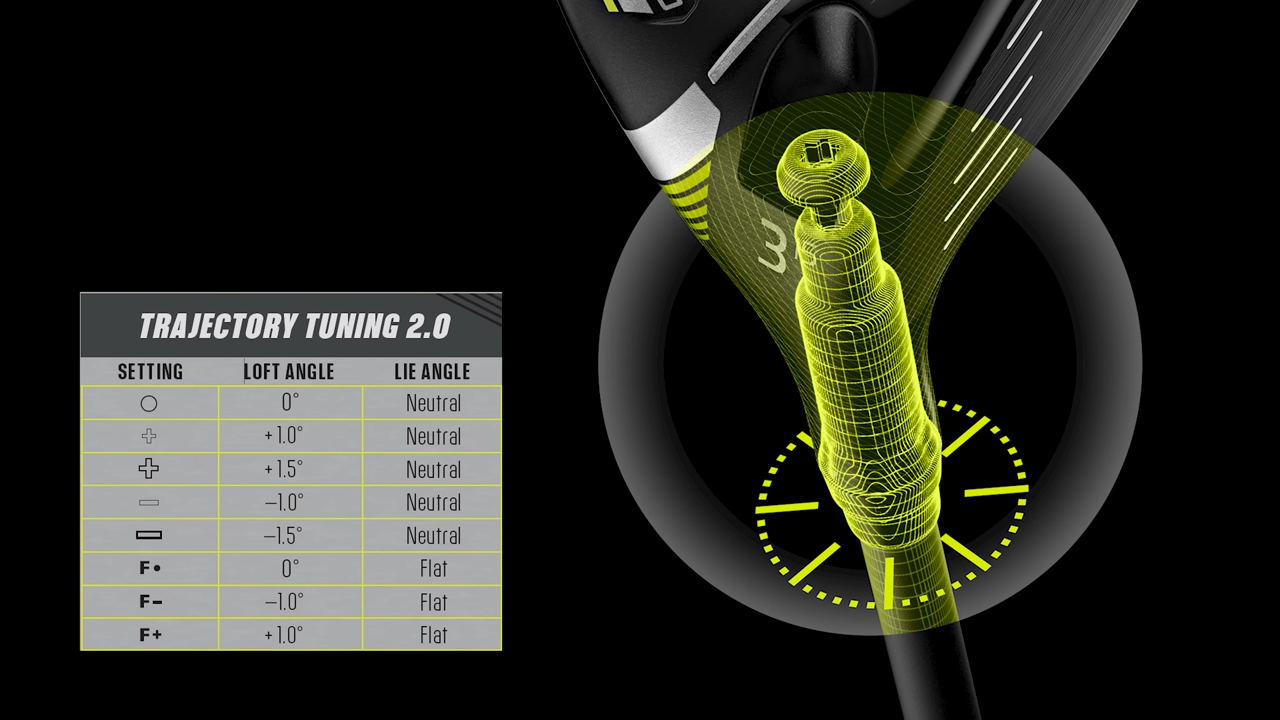 TRAJECTORY TUNING 2.0
SETTING LOFT ANGLE LIE ANGLE
0° Neutral
+1.0° Neutral
+1.5° Neutral
–1.0° Neutral
–1.5° Neutral
F• 0° Flat
F– –1.0° Flat
F+ +1.0° Flat
3